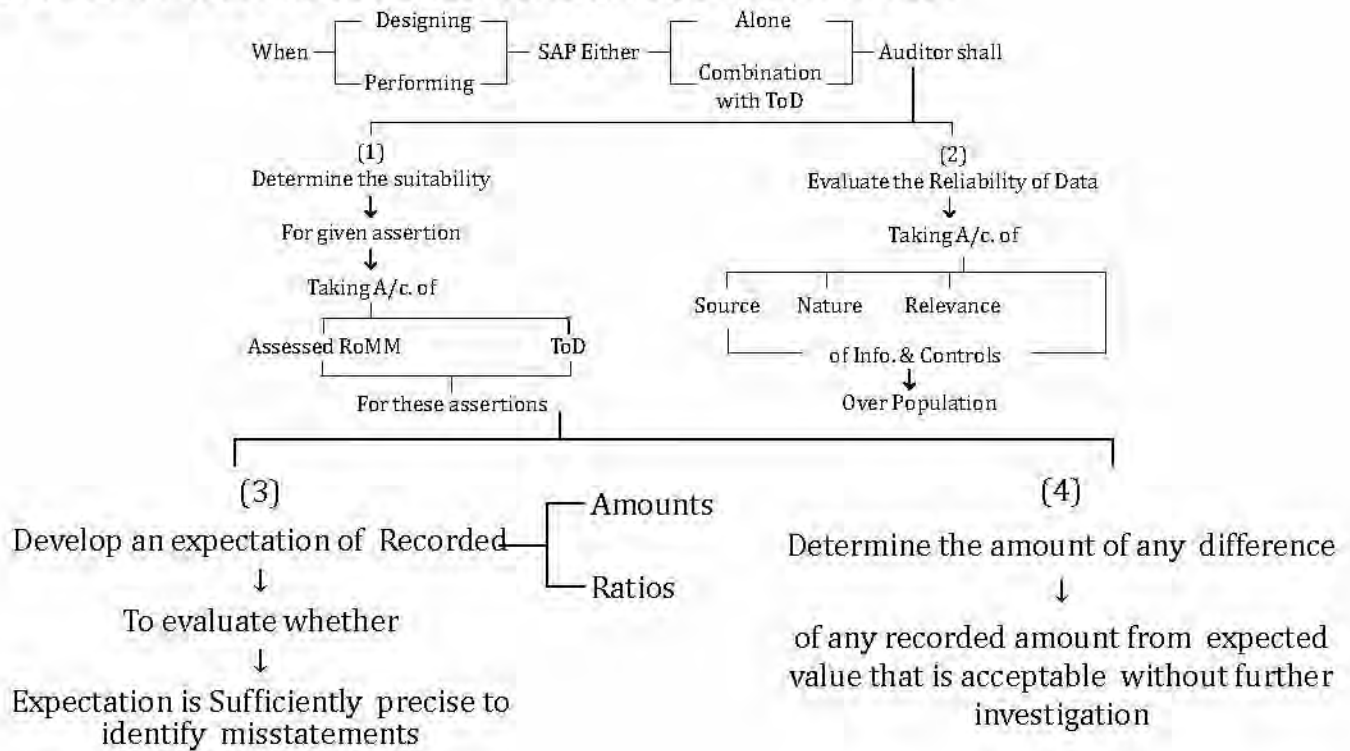 Designing
Alone
When
SAP Either
Auditor shall
Performing
Combination
with ToD
(1)
Determine the suitability
For given assertion
Taking A/c. of
Assessed RoMM
ToD
For these assertions
(2)
Evaluate the Reliability of Data
Taking A/c. of
Source Nature Relevance
of Info. & Controls
Over Population
(3)
Develop an expectation of Recorded
Amounts
Ratios
To evaluate whether
Expectation is Sufficiently precise to
identify misstatements
(4)
Determine the amount of any difference
of any recorded amount from expected
value that is acceptable without further
investigation